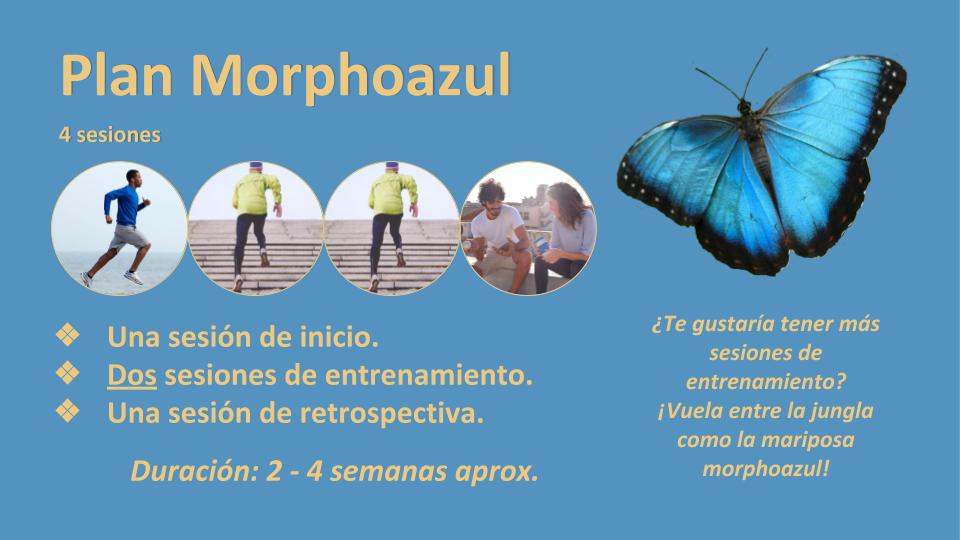 Plan Morphoazul
4 sesiones
❖ Una sesión de inicio.
❖ Dos sesiones de entrenamiento.
❖ Una sesión de retrospectiva.
Duración: 2 - 4 semanas aprox.
¿Te gustaría tener más
sesiones de
entrenamiento?
¡Vuela entre la jungla
como la mariposa
morphoazul!